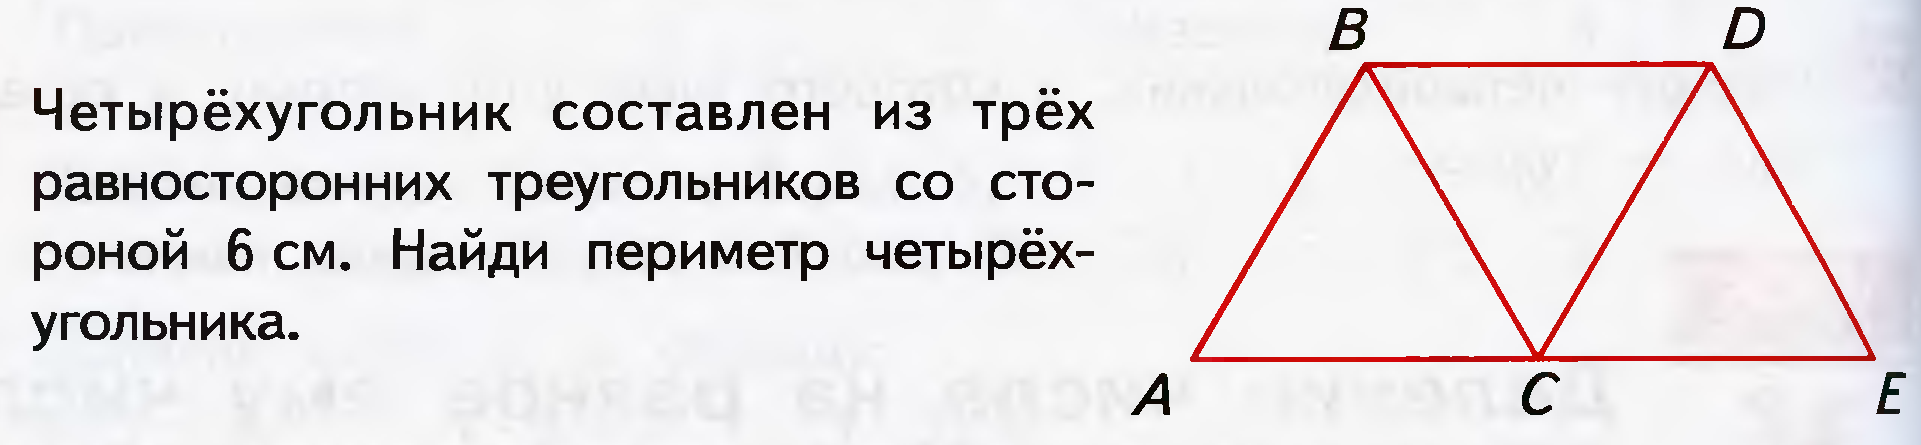 Четырёхугольник составлен из трёх
равносторонних треугольников со сто-
роной 6 см. Найди периметр четырёх-
угольника.
B D
A C E